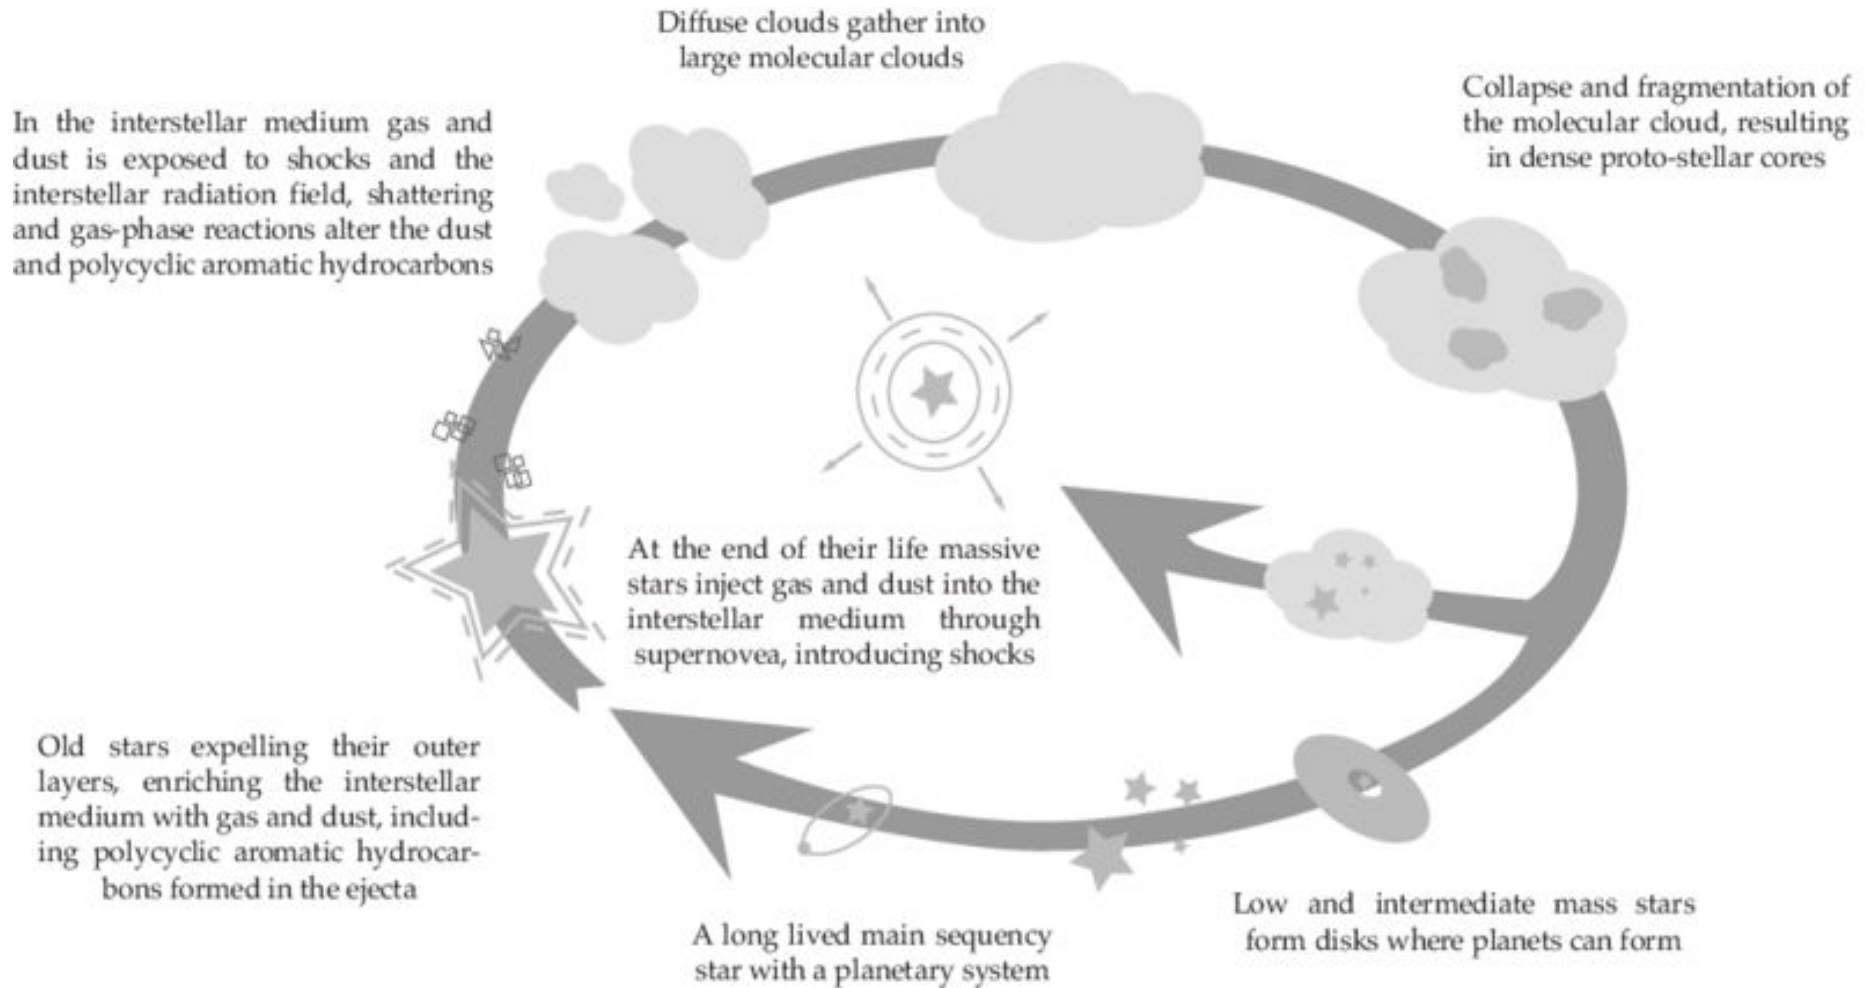 Diffuse clouds gather into
large molecular clouds
Collapse and fragmentation of
the molecular cloud, resulting
in dense proto-stellar cores
In the interstellar medium gas and
dust is exposed to shocks and the
interstellar radiation field, shattering
and gas-phase reactions alter the dust
and polycyclic aromatic hydrocarbons
At the end of their life massive
stars inject gas and dust into the
interstellar medium through
supernovea, introducing shocks
Old stars expelling their outer
layers, enriching the interstellar
medium with gas and dust, includ-
ing polycyclic aromatic hydrocar-
bons formed in the ejecta
A long lived main sequency
star with a planetary system
Low and intermediate mass stars
form disks where planets can form